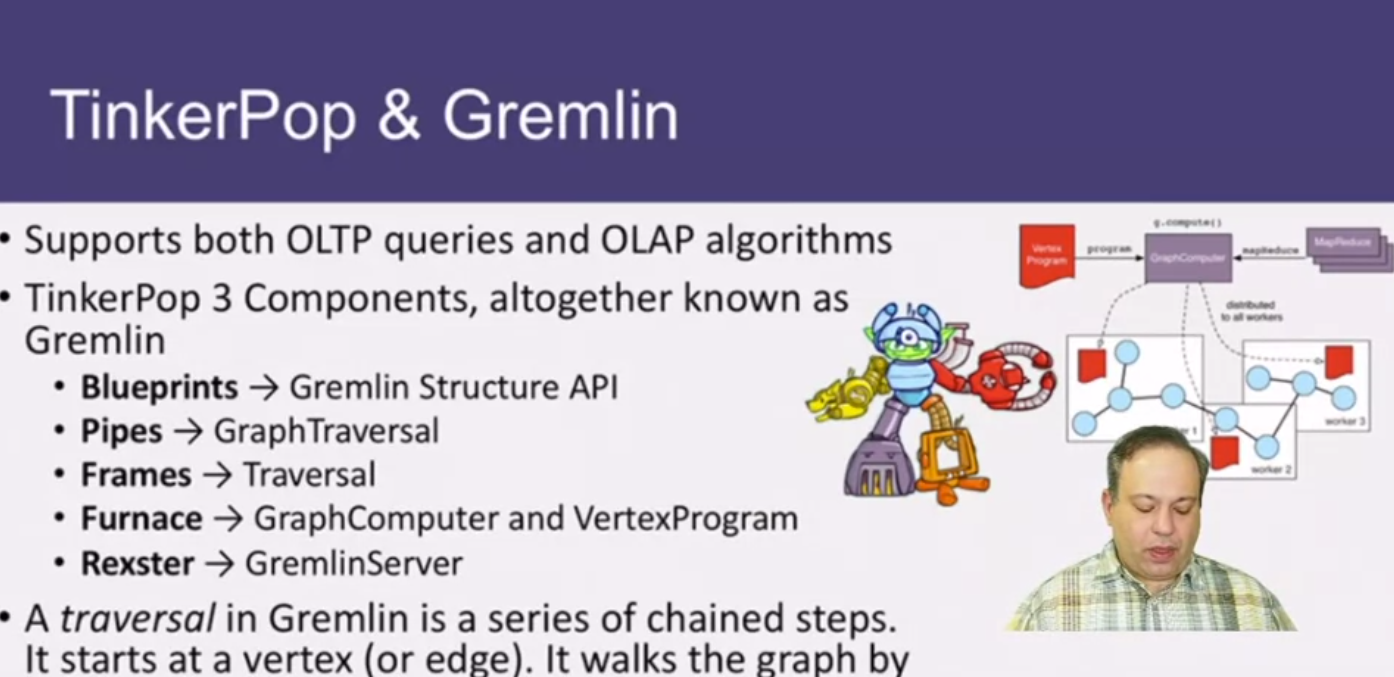 TinkerPop & Gremlin
• Supports both OLTP queries and OLAP algorithms
• TinkerPop 3 Components, altogether known as
Gremlin
• Blueprints → Gremlin Structure API
• Pipes → GraphTraversal
• Frames → Traversal
• Furnace → GraphComputer and VertexProgram
• Rexster → GremlinServer
• A traversal in Gremlin is a series of chained steps.
It starts at a vertex (or edge). It walks the graph by
g.compute()
Vertex
Program
program
GraphComputer
mapReduce
MapReduce
distributed
to all workers
worker 3
worker 2